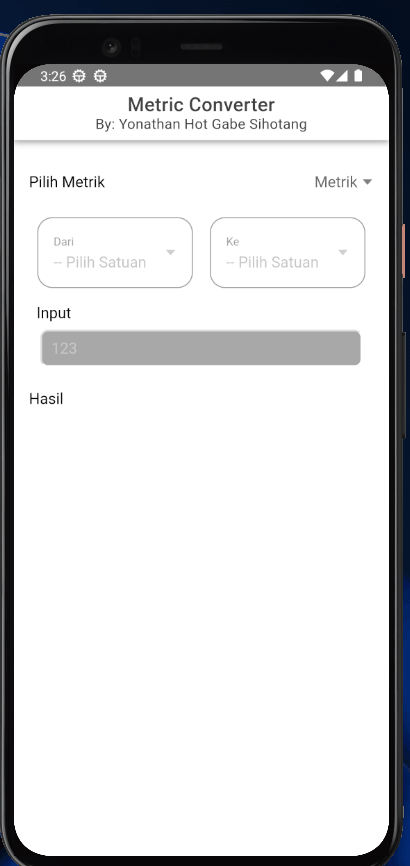 3:26
Metric Converter
By: Yonathan Hot Gabe Sihotang
Pilih Metrik
Metrik
Dari
-- Pilih Satuan
Ke
-- Pilih Satuan
Input
123
Hasil